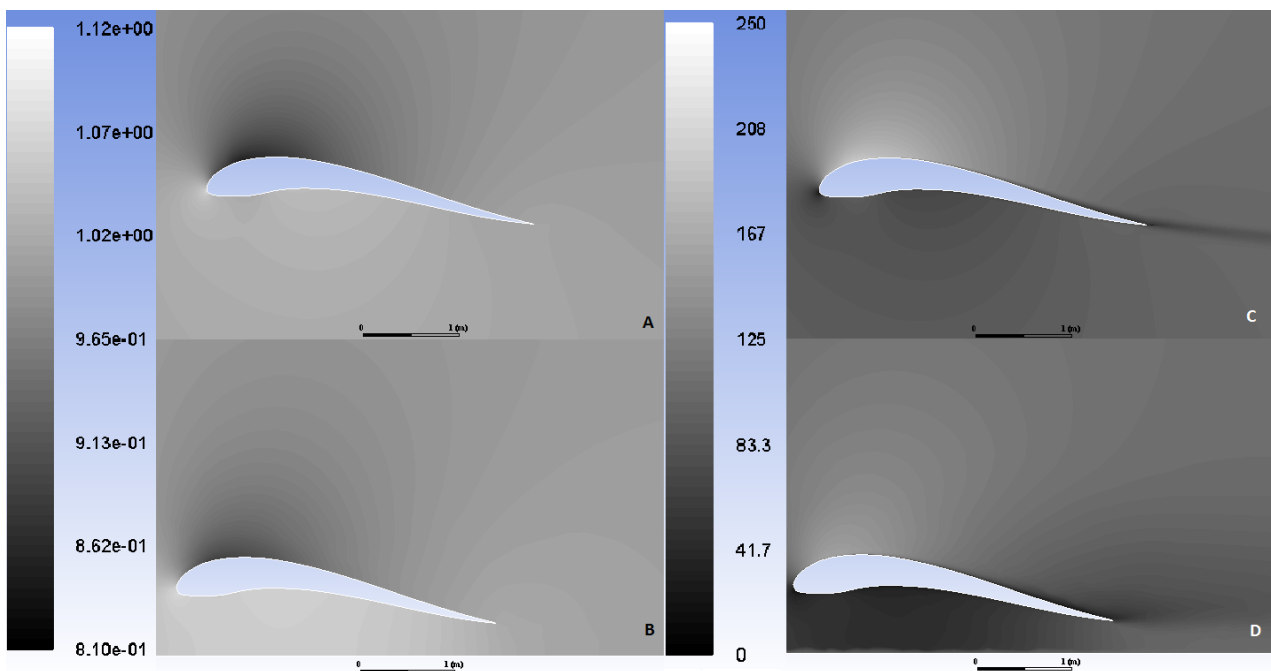 1.12e+00
1.07e+00
1.02e+00
9.65e-01
9.13e-01
8.62e-01
8.10e-01
0 1 (m)
A
0 1 (m)
B
250
208
167
125
83.3
41.7
0
0 1 (m)
C
0 1 (m)
D